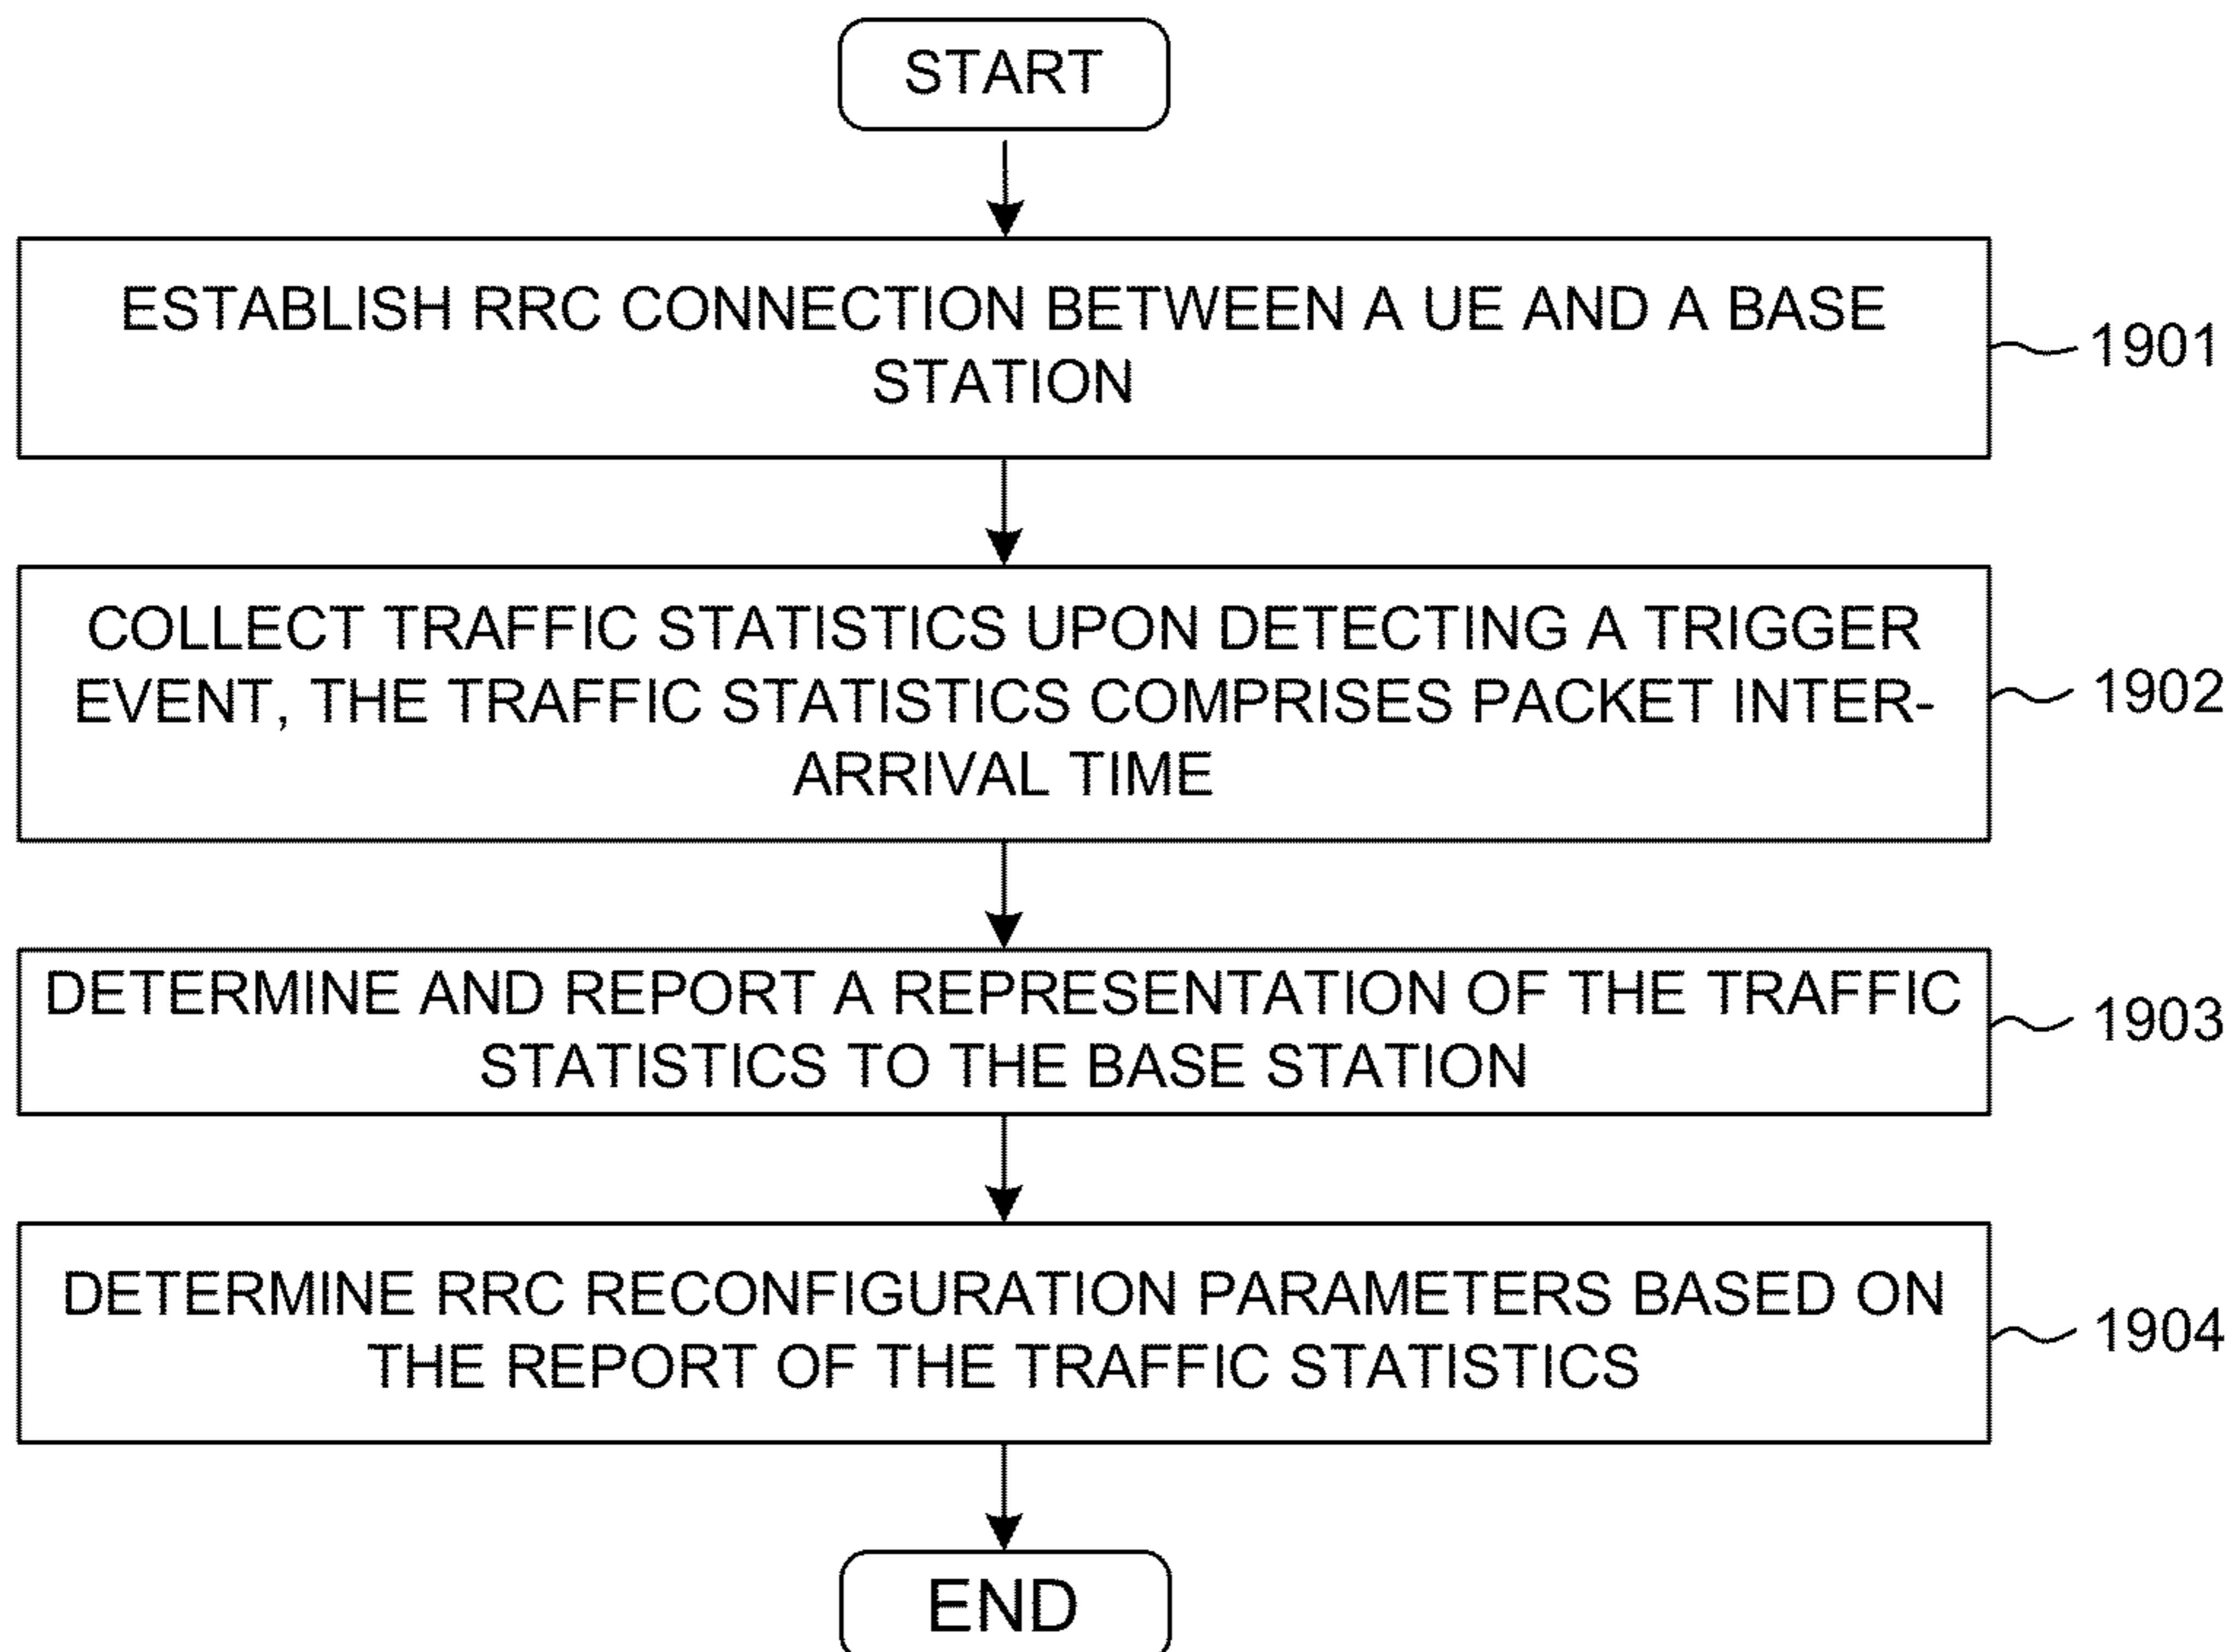 START
ESTABLISH RRC CONNECTION BETWEEN A UE AND A BASE
STATION
1901
COLLECT TRAFFIC STATISTICS UPON DETECTING A TRIGGER
EVENT, THE TRAFFIC STATISTICS COMPRISES PACKET INTER-
ARRIVAL TIME
1902
DETERMINE AND REPORT A REPRESENTATION OF THE TRAFFIC
STATISTICS TO THE BASE STATION
1903
DETERMINE RRC RECONFIGURATION PARAMETERS BASED ON
THE REPORT OF THE TRAFFIC STATISTICS
1904
END